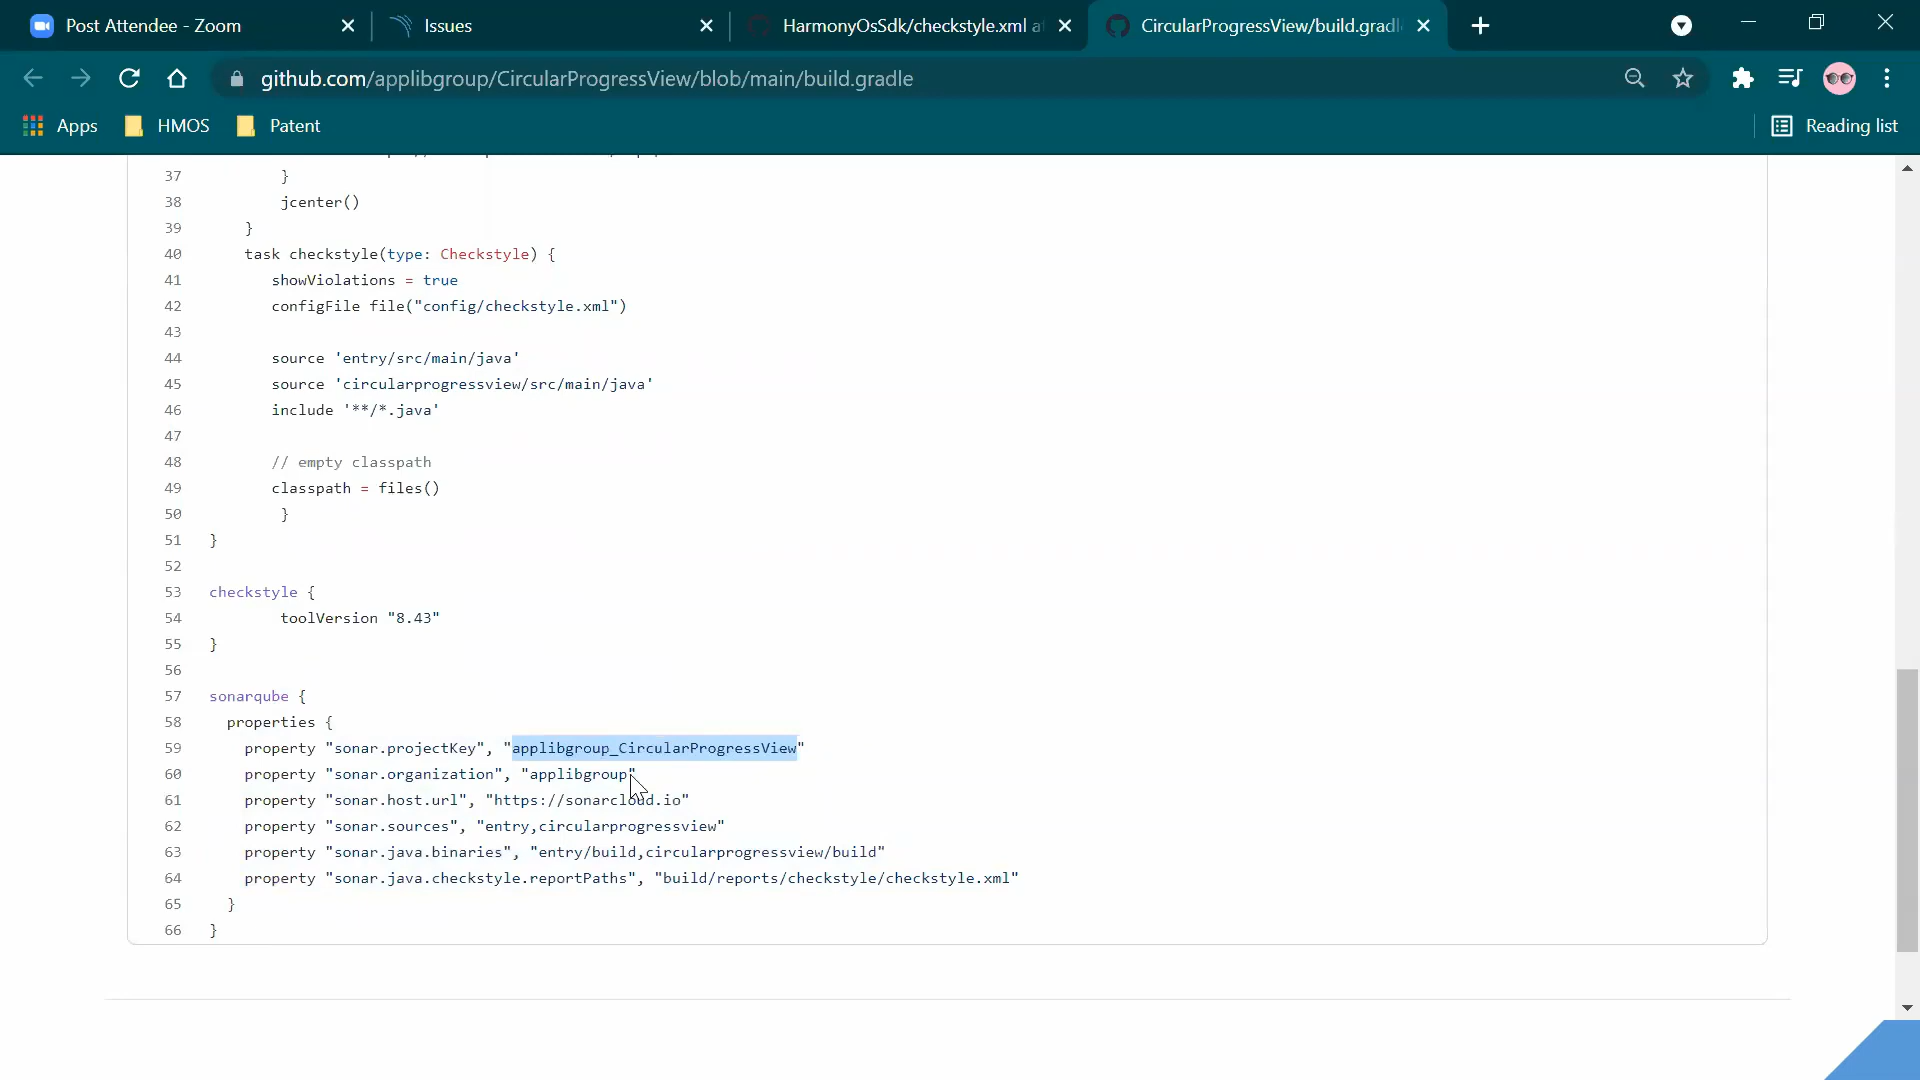 Post Attendee - Zoom
Issues
HarmonyOsSdk/checkstyle.xml a
CircularProgressView/build.gradl
github.com/applibgroup/CircularProgressView/blob/main/build.gradle
Apps
HMOS
Patent
Reading list
37 }
38 jcenter()
39 }
40 task checkstyle(type: Checkstyle) {
41 showViolations = true
42 configFile file("config/checkstyle.xml")
43
44 source 'entry/src/main/java'
45 source 'circularprogressview/src/main/java'
46 include '**/*.java'
47
48 // empty classpath
49 classpath = files()
50 }
51 }
52
53 checkstyle {
54 toolVersion "8.43"
55 }
56
57 sonarqube {
58 properties {
59 property "sonar.projectKey", "applibgroup_CircularProgressView"
60 property "sonar.organization", "applibgroup"
61 property "sonar.host.url", "https://sonarcloud.io"
62 property "sonar.sources", "entry,circularprogressview"
63 property "sonar.java.binaries", "entry/build,circularprogressview/build"
64 property "sonar.java.checkstyle.reportPaths", "build/reports/checkstyle/checkstyle.xml"
65 }
66 }